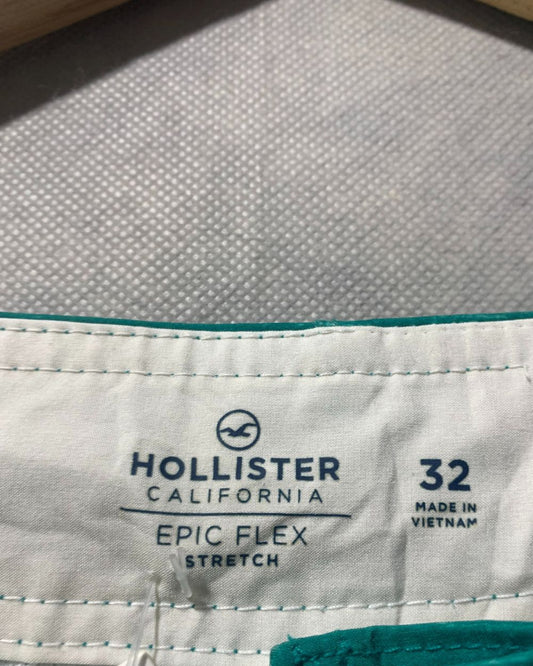 HOLLISTER
CALIFORNIA
EPIC FLEX
STRETCH
32
MADE IN
VIETNAM